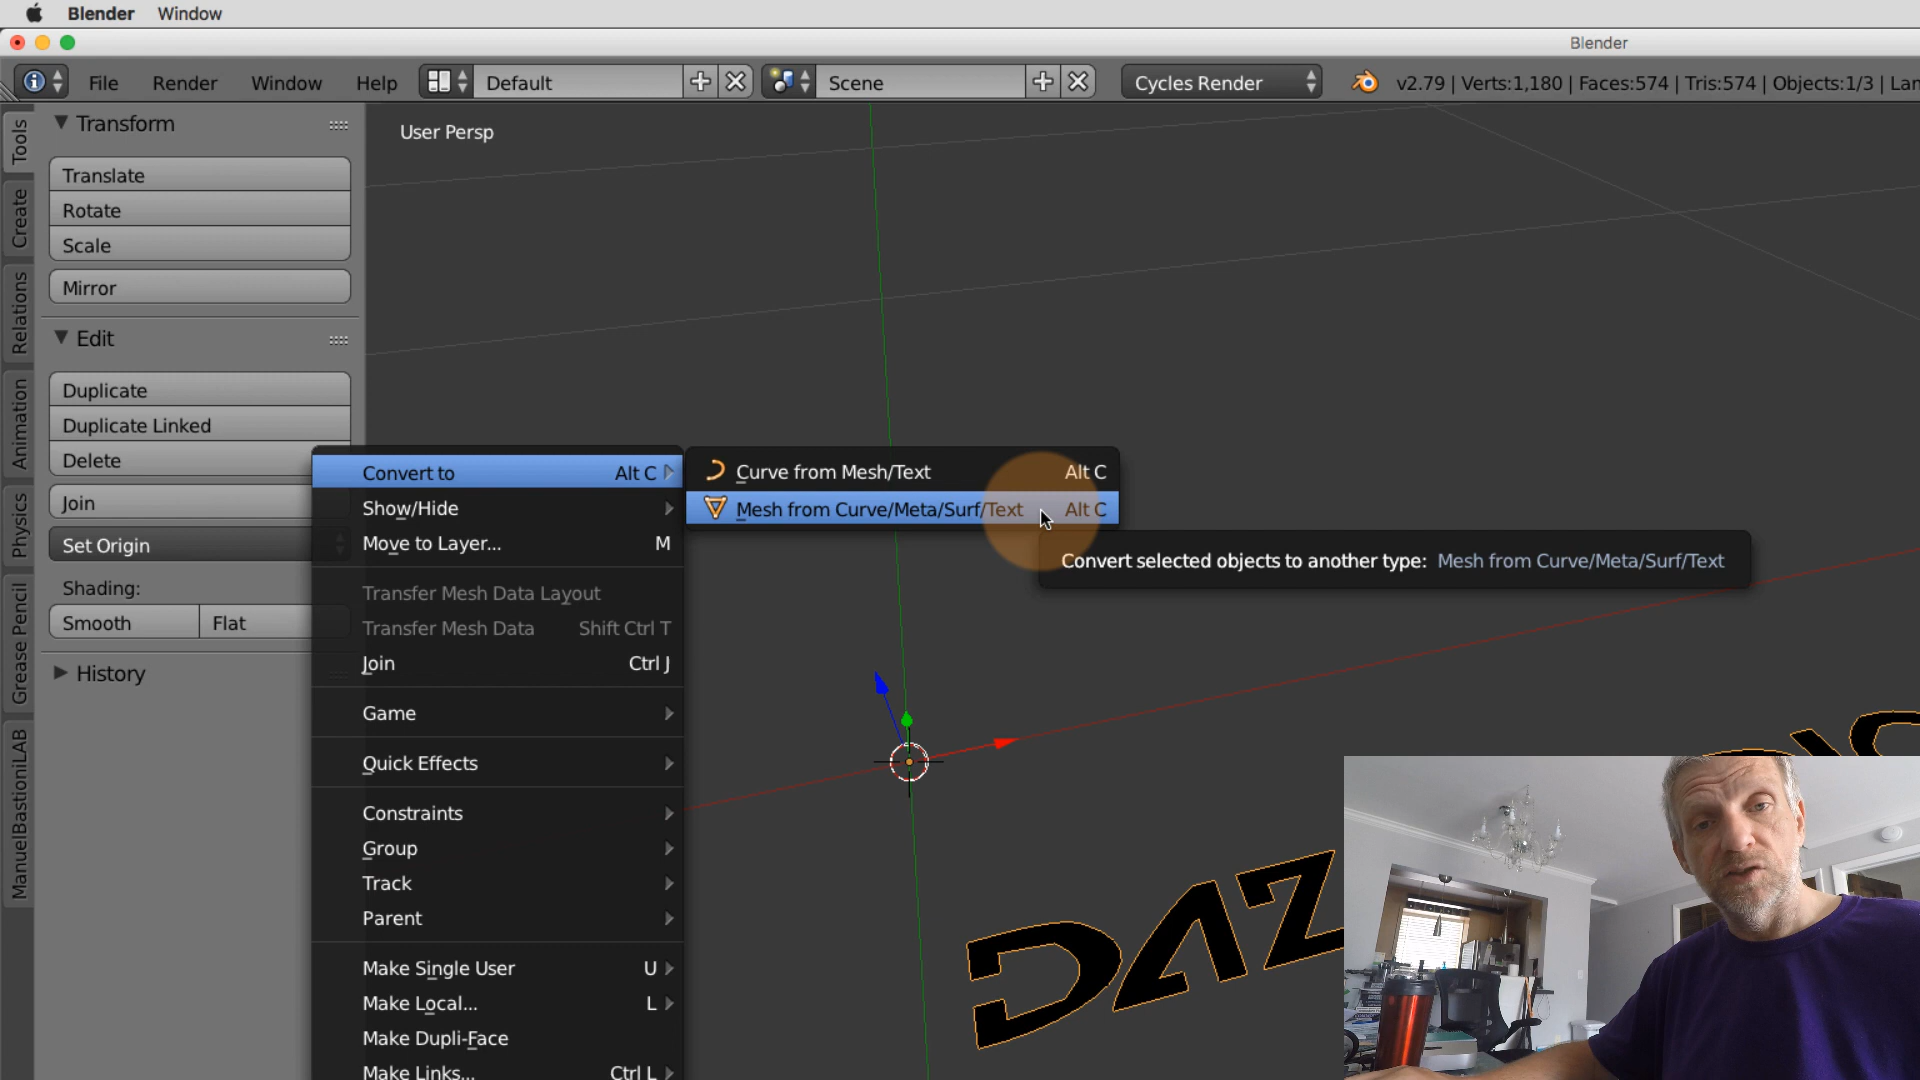 Blender Window
Blender
File Render Window Help Default Scene Cycles Render v2.79 | Verts:1,180 | Faces:574 | Tris:574 | Objects:1/3 | Lan
Tools
Create
Relations
Animation
Physics
Grease Pencil
ManuelBastioniLAB
Transform
Translate
Rotate
Scale
Mirror
Edit
Duplicate
Duplicate Linked
Delete
Join
Set Origin
Shading:
Smooth Flat
History
User Persp
Convert to Alt C
Show/Hide
Move to Layer... M
Transfer Mesh Data Layout
Transfer Mesh Data Shift Ctrl T
Join Ctrl J
Game
Quick Effects
Constraints
Group
Track
Parent
Make Single User U
Make Local... L
Make Dupli-Face
Make Links... Ctrl L
Curve from Mesh/Text Alt C
Mesh from Curve/Meta/Surf/Text Alt C
Convert selected objects to another type: Mesh from Curve/Meta/Surf/Text
DAZ